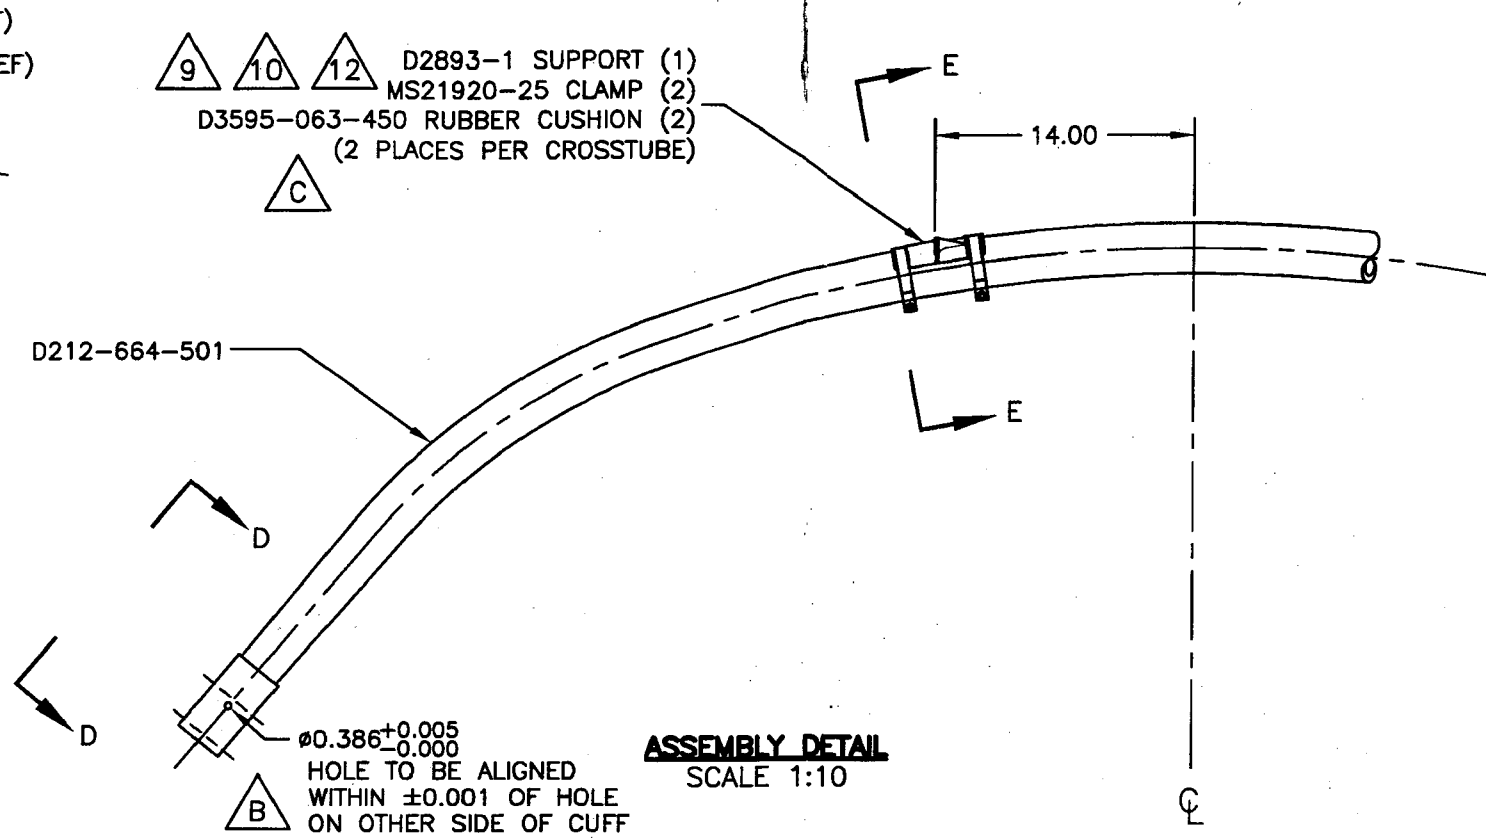 T)
EF)
9 10 12 D2893-1 SUPPORT (1)
MS21920-25 CLAMP (2)
D3595-063-450 RUBBER CUSHION (2)
(2 PLACES PER CROSSTUBE)
C
E
14.00
D212-664-501
E
D
D
⌀0.386 +0.005 -0.000
HOLE TO BE ALIGNED
WITHIN ±0.001 OF HOLE
ON OTHER SIDE OF CUFF
B
ASSEMBLY DETAIL
SCALE 1:10
℄